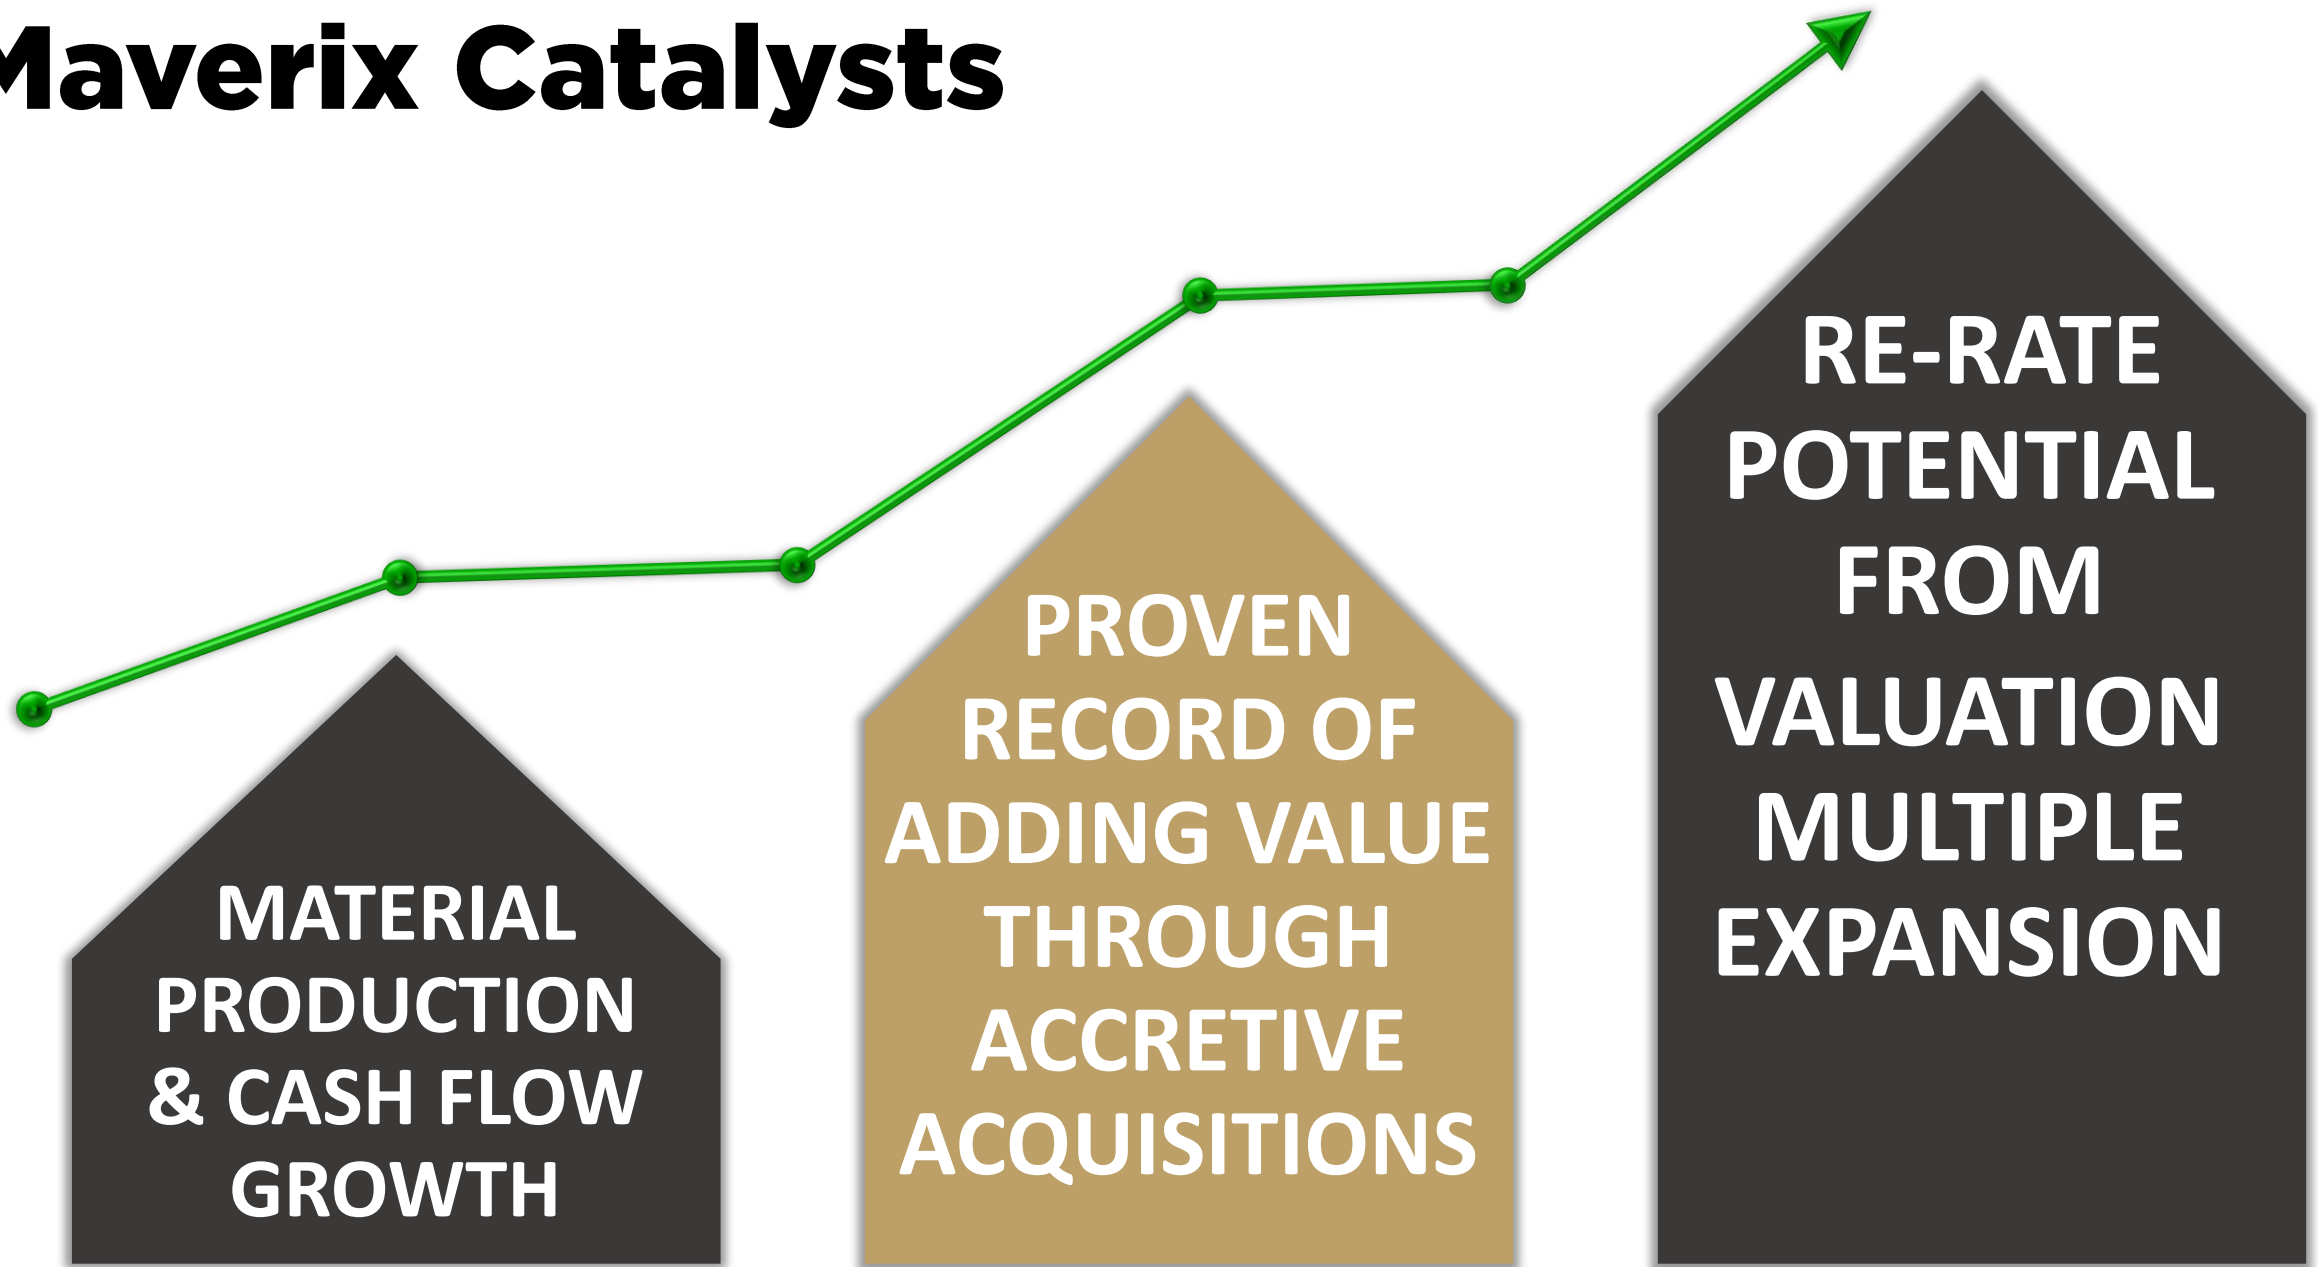 Maverix Catalysts
MATERIAL
PRODUCTION
& CASH FLOW
GROWTH
PROVEN
RECORD OF
ADDING VALUE
THROUGH
ACCRETIVE
ACQUISITIONS
RE-RATE
POTENTIAL
FROM
VALUATION
MULTIPLE
EXPANSION